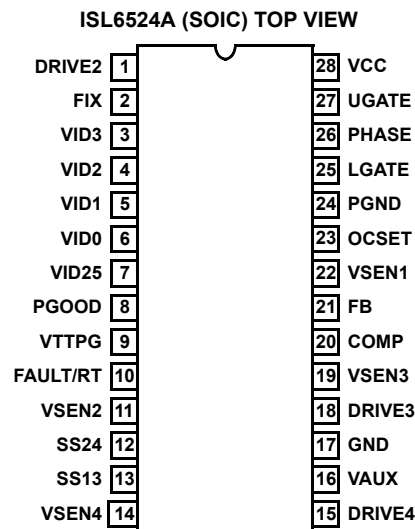 ISL6524A (SOIC) TOP VIEW
DRIVE2 1 28 VCC
FIX 2 27 UGATE
VID3 3 26 PHASE
VID2 4 25 LGATE
VID1 5 24 PGND
VID0 6 23 OCSET
VID25 7 22 VSEN1
PGOOD 8 21 FB
VTTPG 9 20 COMP
FAULT/RT 10 19 VSEN3
VSEN2 11 18 DRIVE3
SS24 12 17 GND
SS13 13 16 VAUX
VSEN4 14 15 DRIVE4